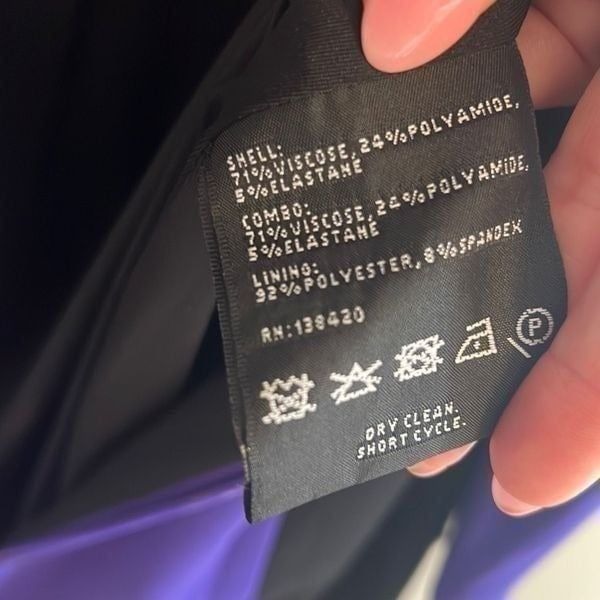 SHELL:
71%VISCOSE,24%POLYAMIDE,
5%ELASTANE
COMBO:
71%VISCOSE,24%POLYAMIDE,
5%ELASTANE
LINING:
92%POLYESTER,8%SPANDEX
RN:138420
P
DRY CLEAN.
SHORT CYCLE.